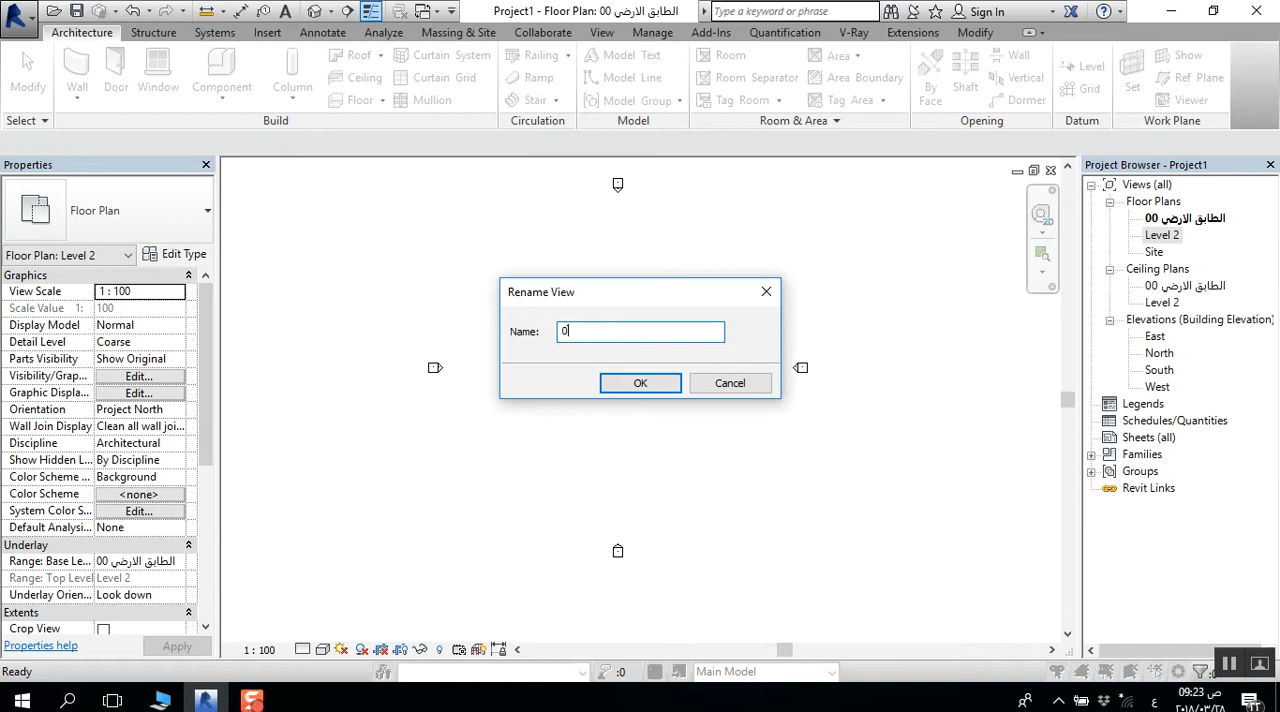 Project1 - Floor Plan: 00 الطابق الارضي
Type a keyword or phrase
Sign In
Architecture Structure Systems Insert Annotate Analyze Massing & Site Collaborate View Manage Add-Ins Quantification V-Ray Extensions Modify
Modify
Wall
Door
Window
Component
Column
Roof
Ceiling
Floor
Curtain System
Curtain Grid
Mullion
Railing
Ramp
Stair
Model Text
Model Line
Model Group
Room
Room Separator
Tag Room
Area
Area Boundary
Tag Area
By Face
Shaft
Wall
Vertical
Dormer
Level
Grid
Set
Show
Ref Plane
Viewer
Select Build Circulation Model Room & Area Opening Datum Work Plane
Properties
Floor Plan
Floor Plan: Level 2
Edit Type
Graphics
View Scale 1 : 100
Scale Value 1: 100
Display Model Normal
Detail Level Coarse
Parts Visibility Show Original
Visibility/Grap... Edit...
Graphic Displa... Edit...
Orientation Project North
Wall Join Display Clean all wall joi...
Discipline Architectural
Show Hidden L... By Discipline
Color Scheme ... Background
Color Scheme <none>
System Color S... Edit...
Default Analysi... None
Underlay
Range: Base Le... 00 الطابق الارضي
Range: Top Level Level 2
Underlay Orien... Look down
Extents
Crop View
Properties help
Apply
2D
Rename View
Name: 0
OK
Cancel
Project Browser - Project1
Views (all)
Floor Plans
00 الطابق الارضي
Level 2
Site
Ceiling Plans
00 الطابق الارضي
Level 2
Elevations (Building Elevation)
East
North
South
West
Legends
Schedules/Quantities
Sheets (all)
Families
Groups
Revit Links
1 : 100
Ready
:0
Main Model
:0
ع
09:23 ص
٢٠١٨/٠٣/٢٨